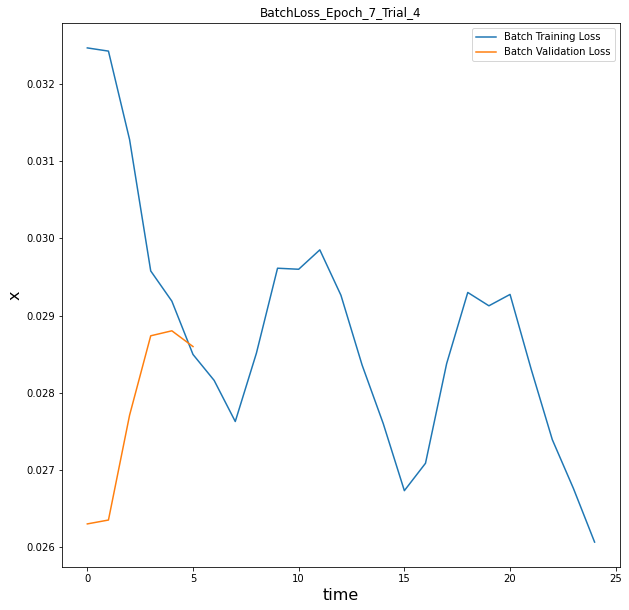 BatchLoss_Epoch_7_Trial_4
Batch Training Loss
Batch Validation Loss
0.032
0.031
0.030
0.029
0.028
0.027
0.026
x
0 5 10 15 20 25
time